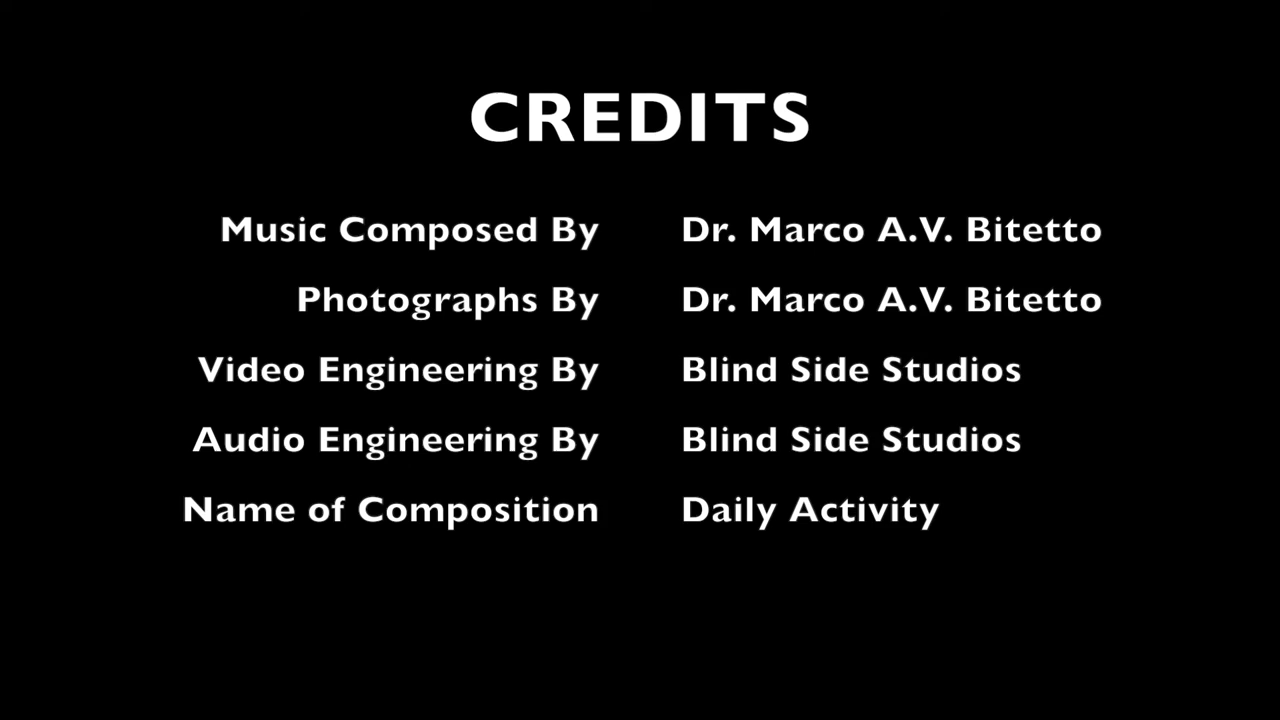 CREDITS
Music Composed By Dr. Marco A.V. Bitetto
Photographs By Dr. Marco A.V. Bitetto
Video Engineering By Blind Side Studios
Audio Engineering By Blind Side Studios
Name of Composition Daily Activity